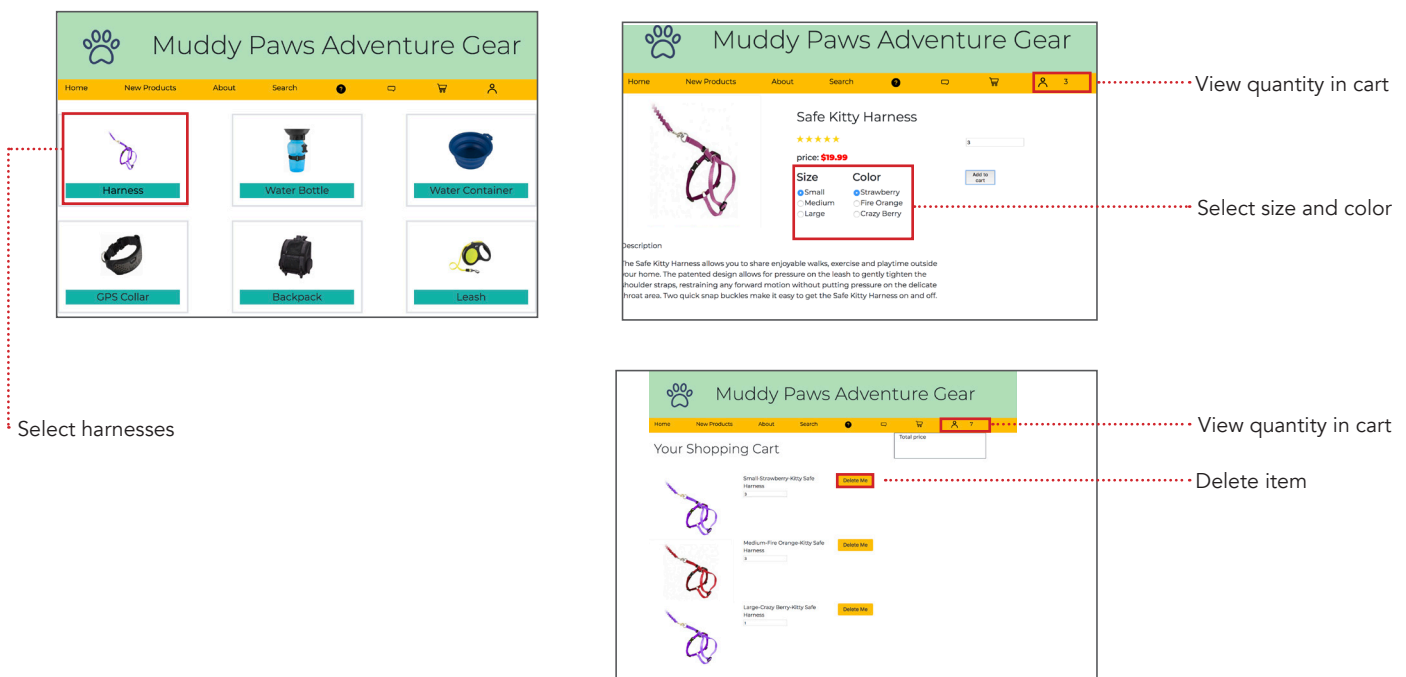 Muddy Paws Adventure Gear
Home New Products About Search ?
Harness
Water Bottle
Water Container
GPS Collar
Backpack
Leash
Select harnesses
Muddy Paws Adventure Gear
Home New Products About Search ? 3
View quantity in cart
Safe Kitty Harness
★★★★★
3
price: $19.99
Size Color
Small Strawberry
Medium Fire Orange
Large Crazy Berry
Add to
cart
Select size and color
Description
The Safe Kitty Harness allows you to share enjoyable walks, exercise and playtime outside
your home. The patented design allows for pressure on the leash to gently tighten the
shoulder straps, restraining any forward motion without putting pressure on the delicate
throat area. Two quick snap buckles make it easy to get the Safe Kitty Harness on and off.
Muddy Paws Adventure Gear
Home New Products About Search ? 7
View quantity in cart
Total price
Your Shopping Cart
Small-Strawberry-Kitty Safe
Harness
3
Delete Me
Delete item
Medium-Fire Orange-Kitty Safe
Harness
3
Delete Me
Large-Crazy Berry-Kitty Safe
Harness
1
Delete Me